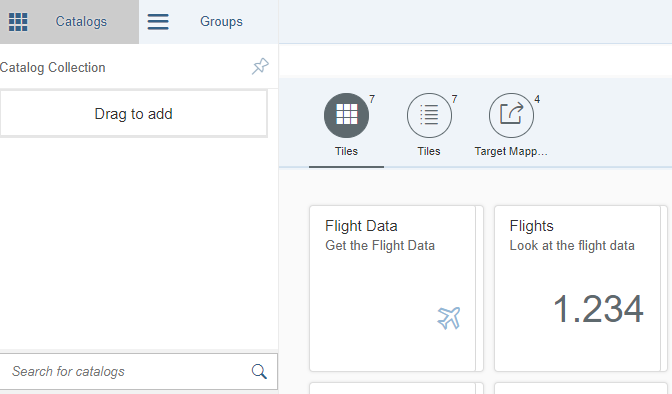 Catalogs
Groups
Catalog Collection
Drag to add
Search for catalogs
7
Tiles
7
Tiles
4
Target Mapp...
Flight Data
Get the Flight Data
Flights
Look at the flight data
1.234